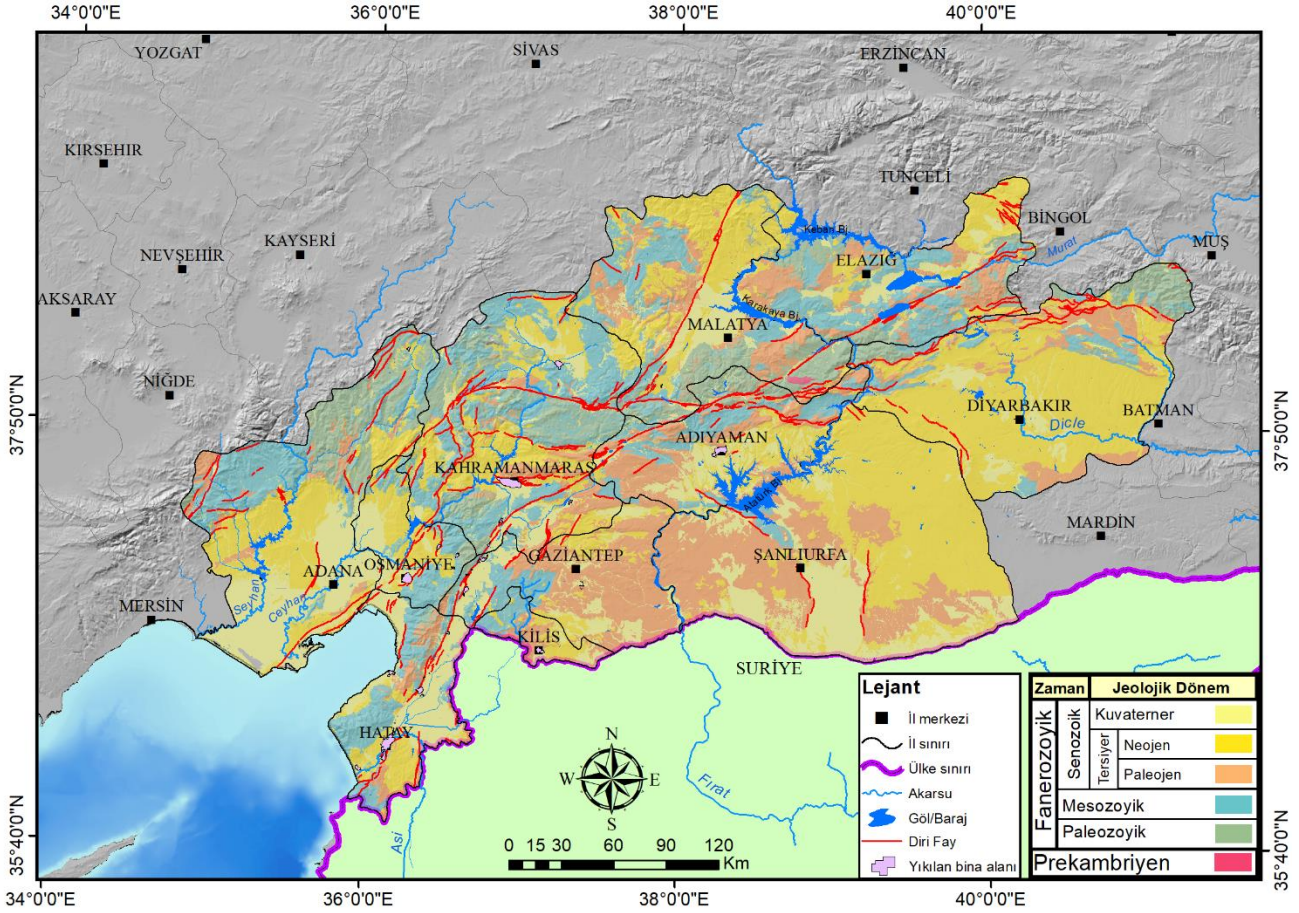 34°0'0"E 36°0'0"E 38°0'0"E 40°0'0"E
YOZGAT
SİVAS
ERZİNCAN
KIRŞEHIR
TUNCELİ
BİNGOL
NEVŞEHİR
KAYSERİ
Keban Bj.
ELAZIĞ
Murat
MUŞ
AKSARAY
Karakaya Bj.
MALATYA
NİĞDE
37°50'0"N
DİYARBAKIR
BATMAN
Dicle
37°50'0"N
ADIYAMAN
KAHRAMANMARAŞ
Atatürk Bj.
MARDİN
GAZİANTEP
ŞANLIURFA
OSMANİYE
ADANA
MERSİN
Seyhan
Ceyhan
KİLİS
SURİYE
HATAY
Fırat
Asi
N
W E
S
0 15 30 60 90 120
Km
Lejant
İl merkezi
İl sınırı
Ülke sınırı
Akarsu
Göl/Baraj
Diri Fay
Yıkılan bina alanı
Zaman Jeolojik Dönem
Fanerozoyik
Senozoik
Tersiyer
Kuvaterner
Neojen
Paleojen
Mesozoyik
Paleozoyik
Prekambriyen
35°40'0"N
35°40'0"N
34°0'0"E 36°0'0"E 38°0'0"E 40°0'0"E